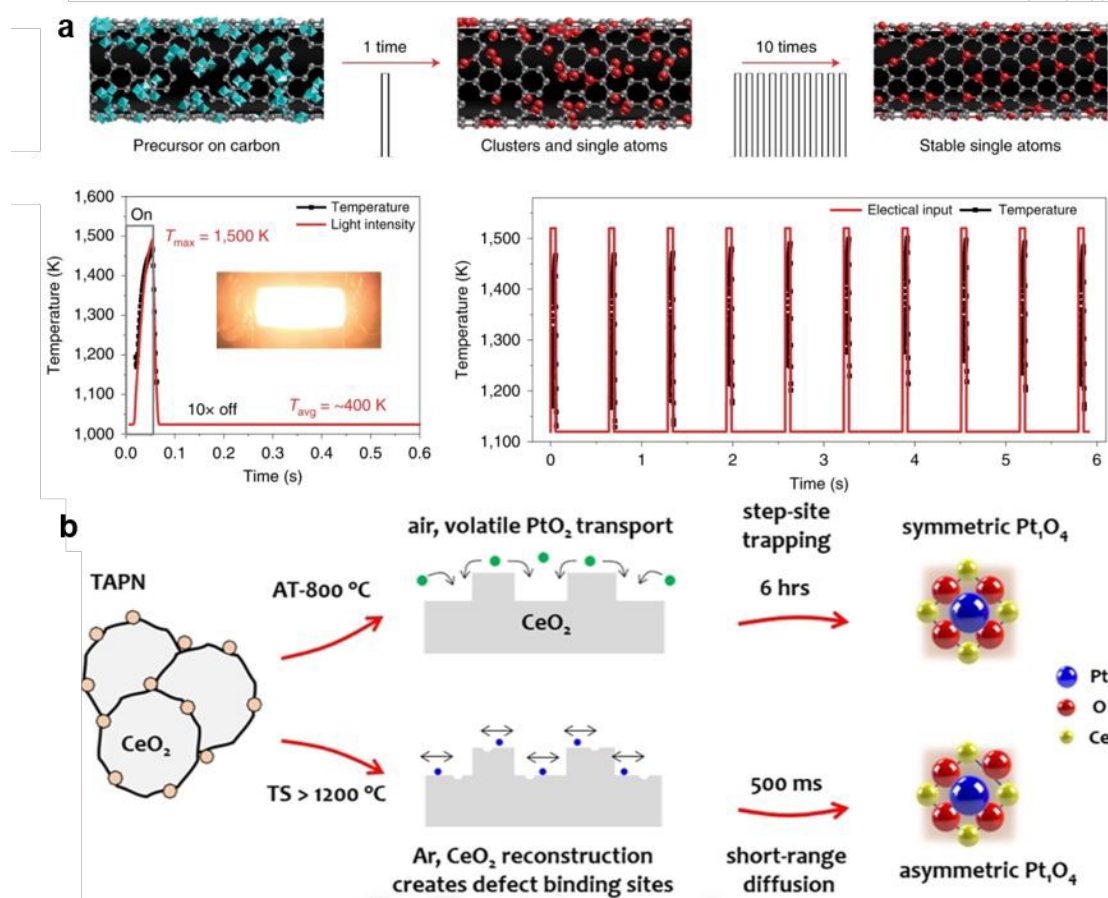 a
1 time
10 times
Precursor on carbon
Clusters and single atoms
Stable single atoms
1,600
1,500
1,400
1,300
1,200
1,100
1,000
Temperature (K)
On
Temperature
Light intensity
Tmax = 1,500 K
10× off
Tavg = ~400 K
0.0 0.1 0.2 0.3 0.4 0.5 0.6
Time (s)
Electical input
Temperature
1,500
1,400
1,300
1,200
1,100
Temperature (K)
0 1 2 3 4 5 6
Time (s)
b
TAPN
CeO₂
AT-800 °C
TS > 1200 °C
air, volatile PtO₂ transport
CeO₂
step-site
trapping
6 hrs
symmetric Pt₁O₄
Pt
O
Ce
Ar, CeO₂ reconstruction
creates defect binding sites
500 ms
short-range
diffusion
asymmetric Pt₁O₄